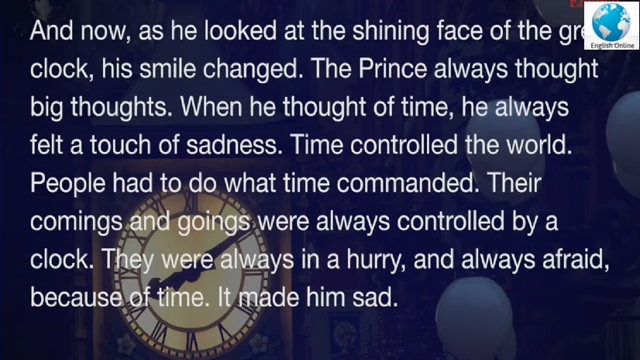 And now, as he looked at the shining face of the
clock, his smile changed. The Prince always thought
big thoughts. When he thought of time, he always
felt a touch of sadness. Time controlled the world.
People had to do what time commanded. Their
comings and goings were always controlled by a
clock. They were always in a hurry, and always afraid,
because of time. It made him sad.
English Online